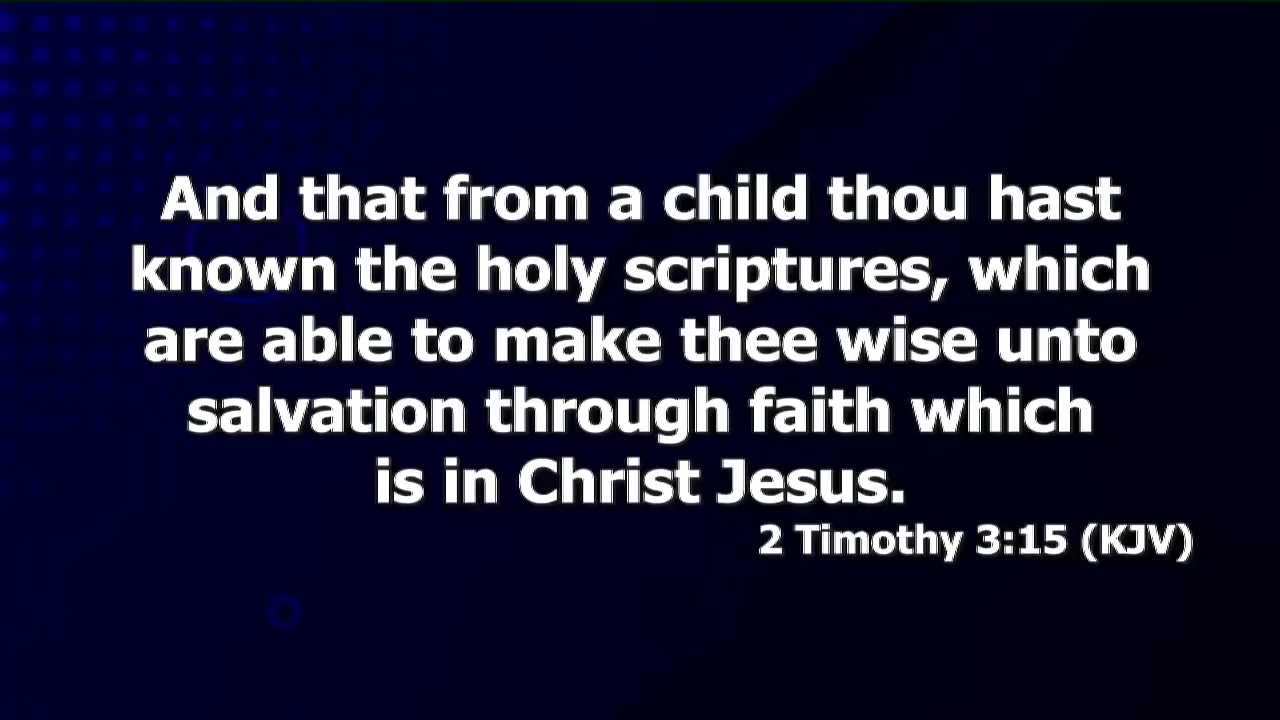 And that from a child thou hast
known the holy scriptures, which
are able to make thee wise unto
salvation through faith which
is in Christ Jesus.
2 Timothy 3:15 (KJV)